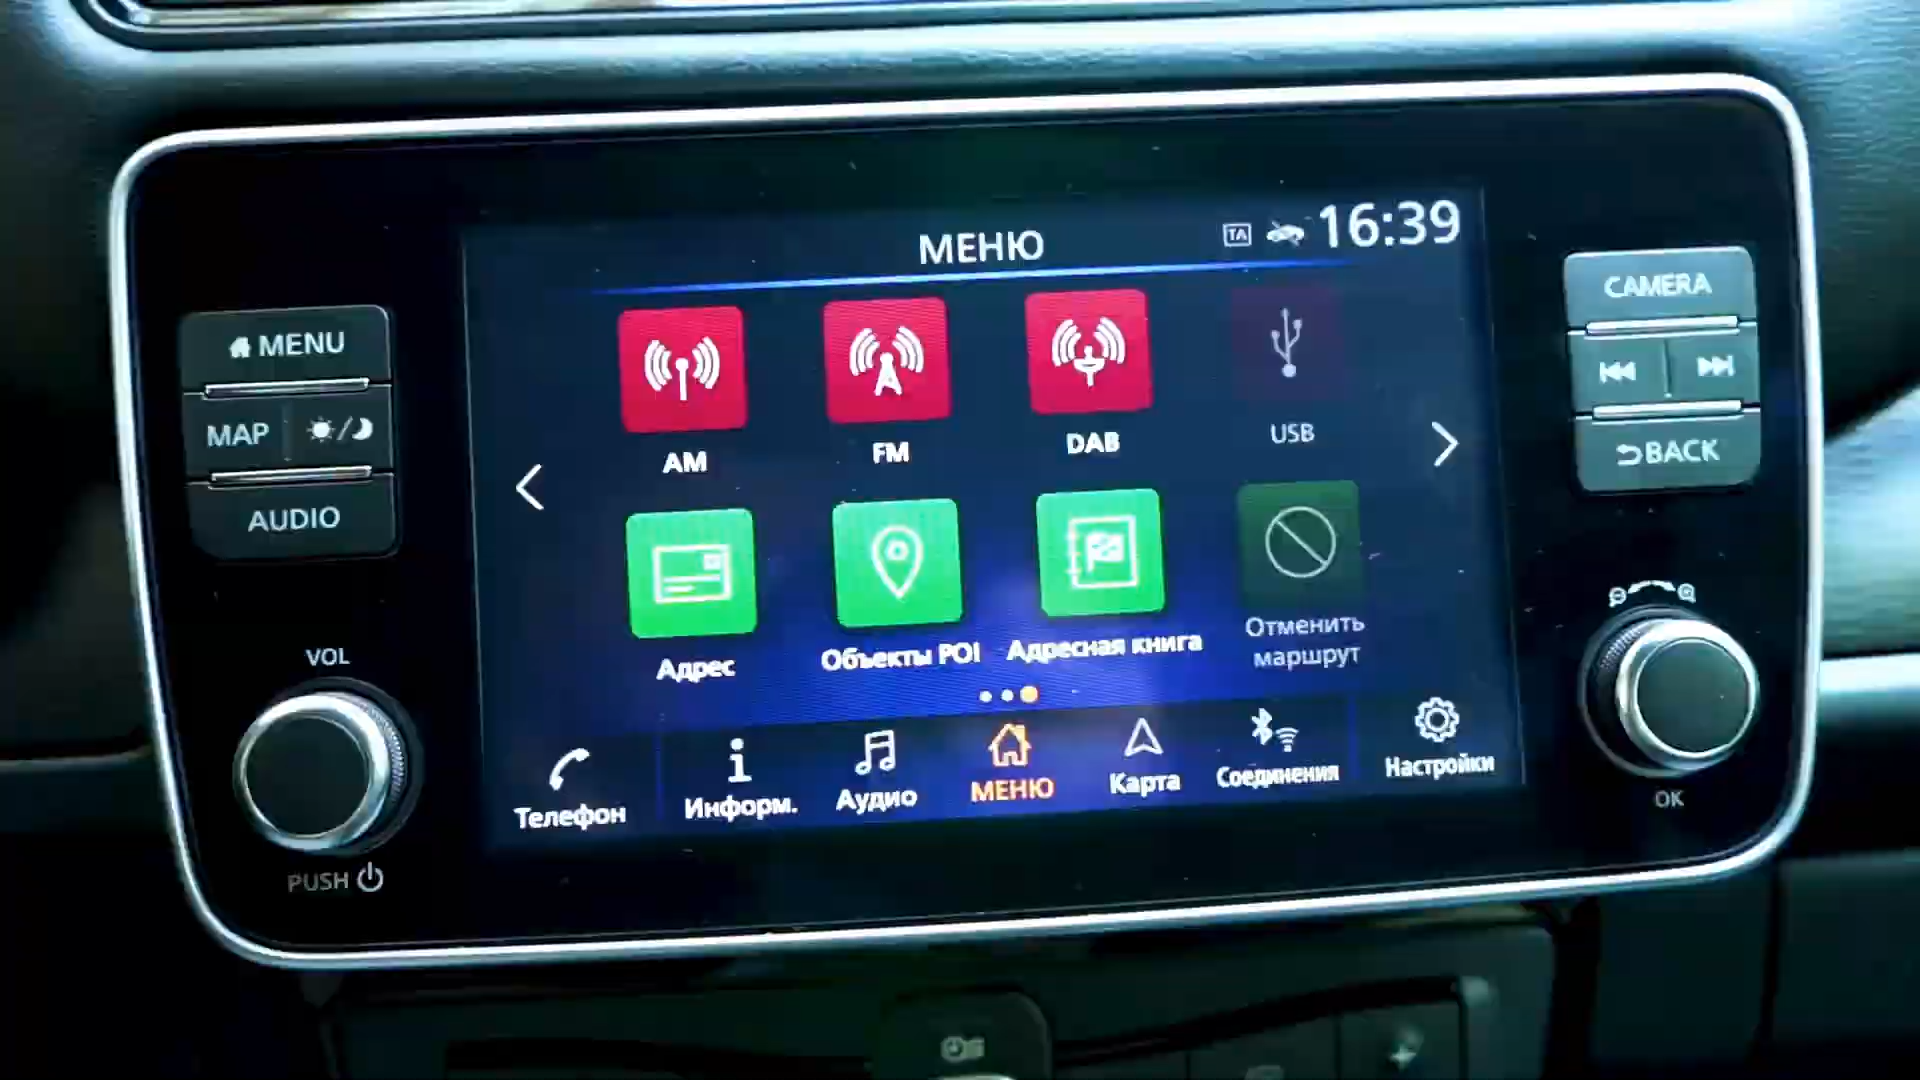 МЕНЮ
TA
16:39
MENU
MAP
AUDIO
VOL
PUSH
AM
FM
DAB
USB
Адрес
Объекты POI
Адресная книга
Отменить
маршрут
Телефон
Информ.
Аудио
МЕНЮ
Карта
Соединения
Настройки
CAMERA
BACK
OK